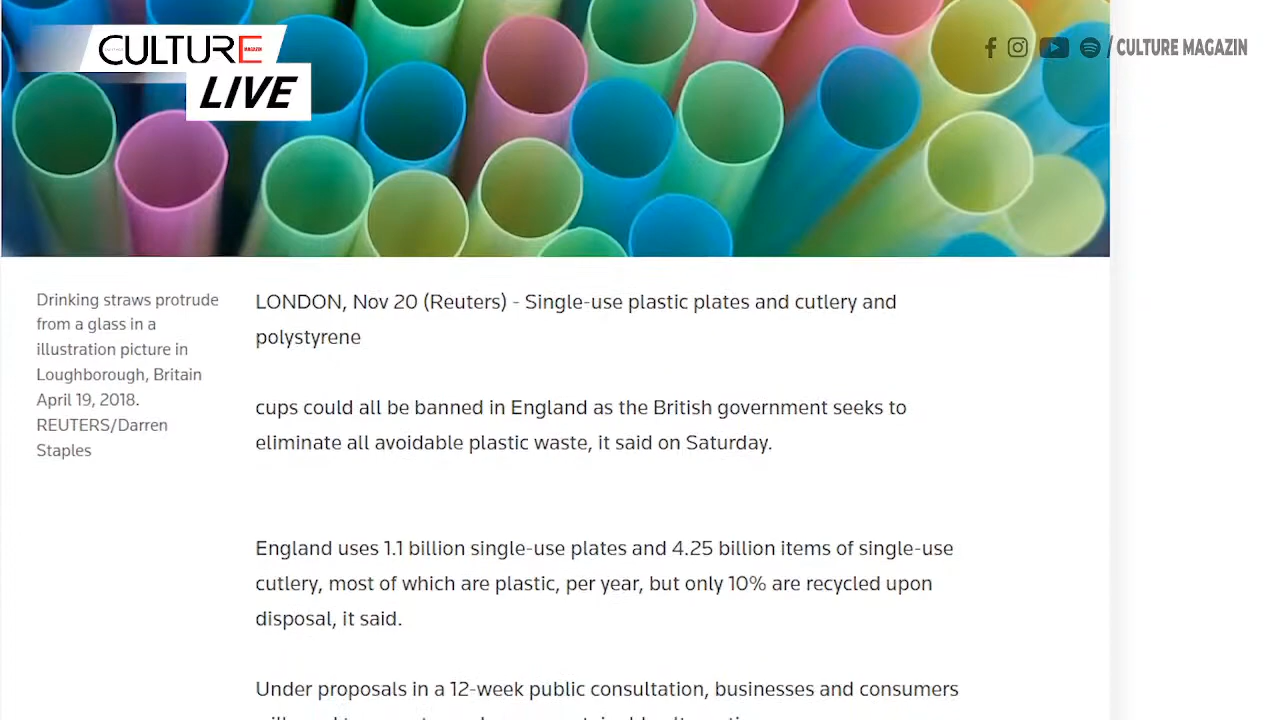 CULTURE
MAGAZIN
LIVE
/ CULTURE MAGAZIN
Drinking straws protrude
from a glass in a
illustration picture in
Loughborough, Britain
April 19, 2018.
REUTERS/Darren
Staples
LONDON, Nov 20 (Reuters) - Single-use plastic plates and cutlery and
polystyrene
cups could all be banned in England as the British government seeks to
eliminate all avoidable plastic waste, it said on Saturday.
England uses 1.1 billion single-use plates and 4.25 billion items of single-use
cutlery, most of which are plastic, per year, but only 10% are recycled upon
disposal, it said.
Under proposals in a 12-week public consultation, businesses and consumers